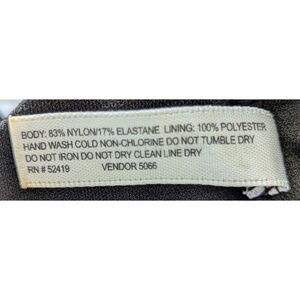 BODY: 83% NYLON/17% ELASTANE LINING: 100% POLYESTER
HAND WASH COLD NON-CHLORINE DO NOT TUMBLE DRY
DO NOT IRON DO NOT DRY CLEAN LINE DRY
RN # 52419 VENDOR 5066